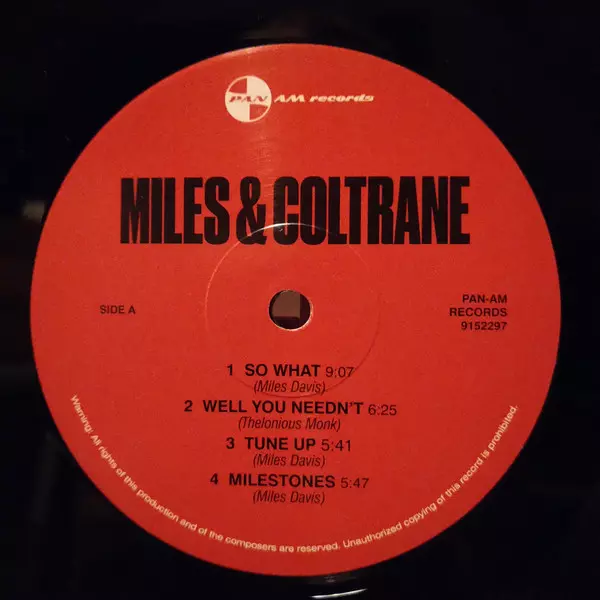 PAN AM records
MILES & COLTRANE
SIDE A
PAN-AM
RECORDS
9152297
1 SO WHAT 9:07
(Miles Davis)
2 WELL YOU NEEDN'T 6:25
(Thelonious Monk)
3 TUNE UP 5:41
(Miles Davis)
4 MILESTONES 5:47
(Miles Davis)
Warning: All rights of this production and of the composers are reserved. Unauthorized copying of this record is prohibited.